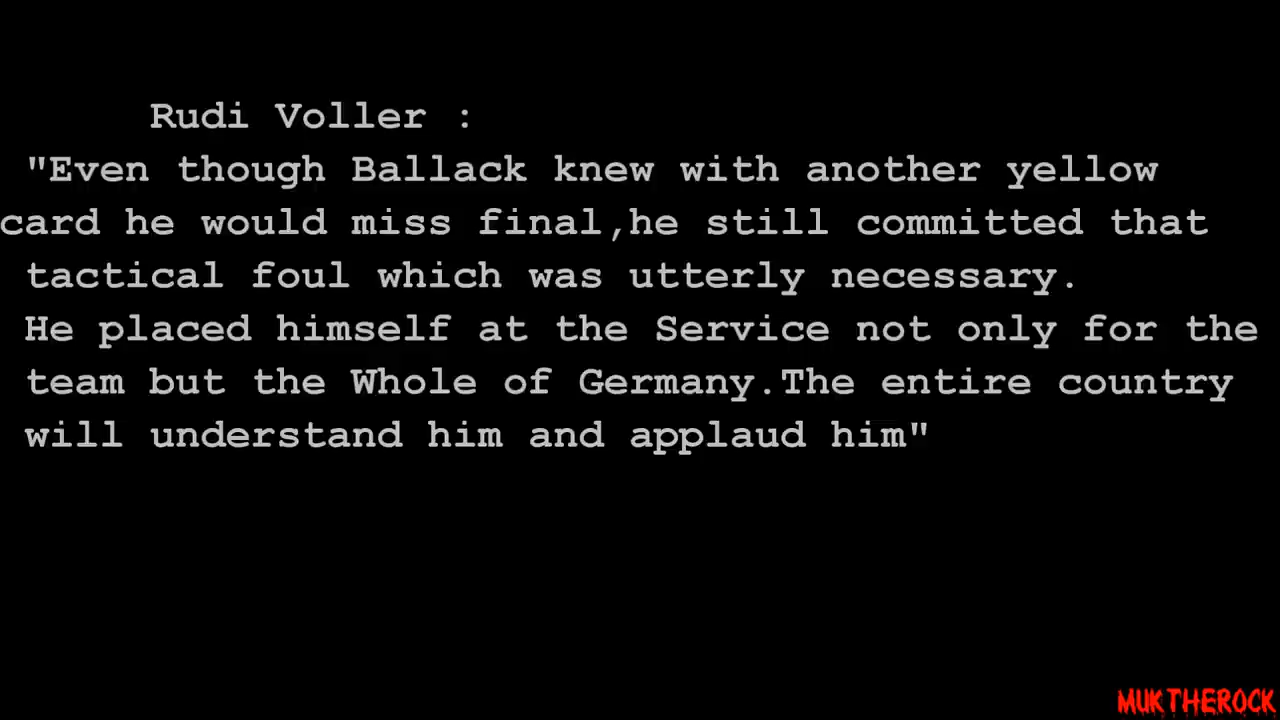 Rudi Voller :
"Even though Ballack knew with another yellow
card he would miss final,he still committed that
tactical foul which was utterly necessary.
He placed himself at the Service not only for the
team but the Whole of Germany.The entire country
will understand him and applaud him"
MUKTHEROCK